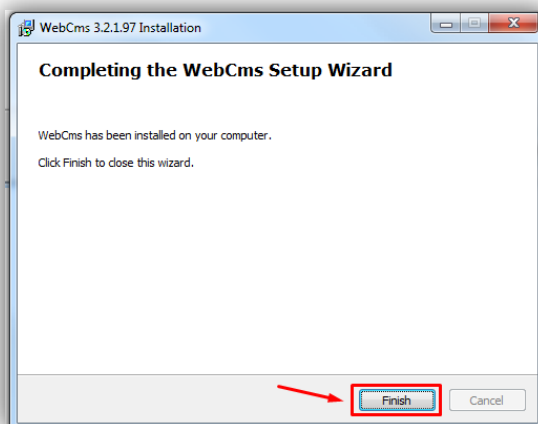 WebCms 3.2.1.97 Installation
Completing the WebCms Setup Wizard
WebCms has been installed on your computer.
Click Finish to close this wizard.
Finish
Cancel